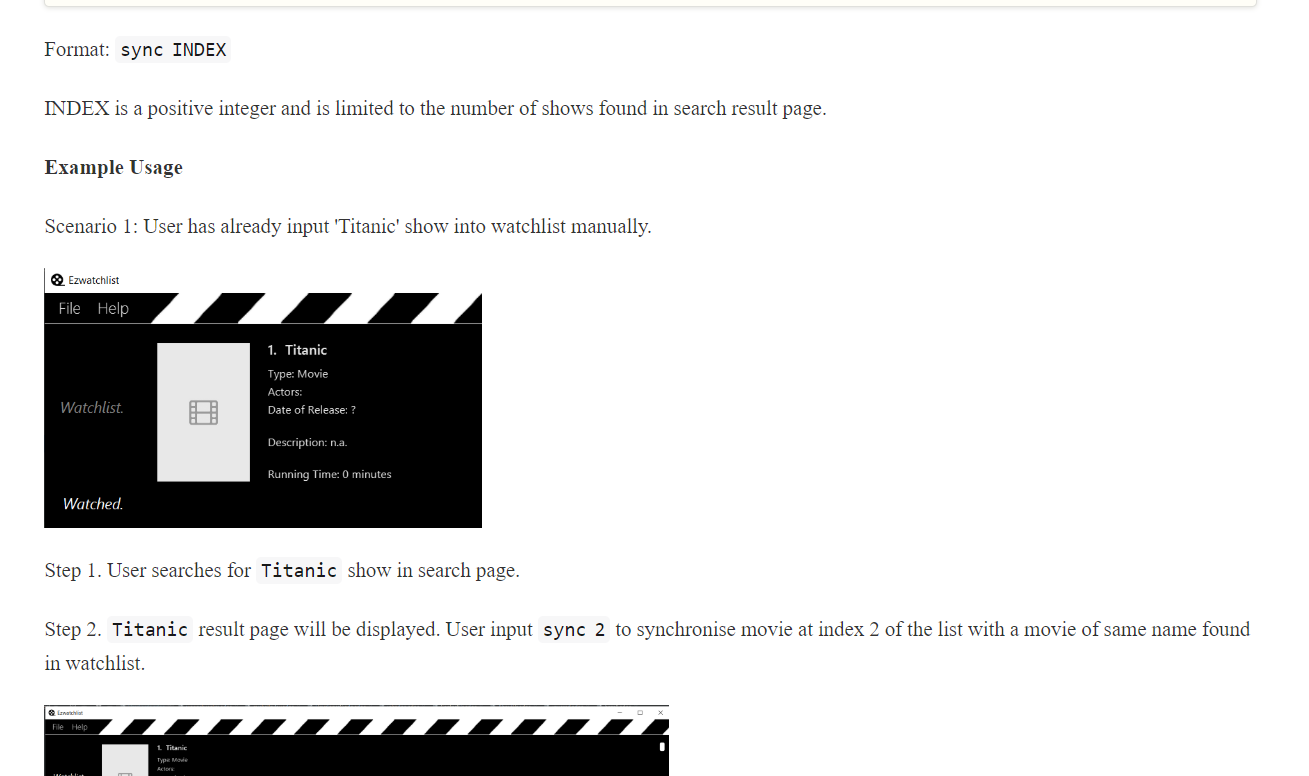 Format: sync INDEX
INDEX is a positive integer and is limited to the number of shows found in search result page.
Example Usage
Scenario 1: User has already input 'Titanic' show into watchlist manually.
Ezwatchlist
File Help
1. Titanic
Type: Movie
Actors:
Watchlist.
Date of Release: ?
Description: n.a.
Running Time: 0 minutes
Watched.
Step 1. User searches for Titanic show in search page.
Step 2. Titanic result page will be displayed. User input sync 2 to synchronise movie at index 2 of the list with a movie of same name found
in watchlist.
Ezwatchlist
File Help
1. Titanic
Type: Movie
Actors: